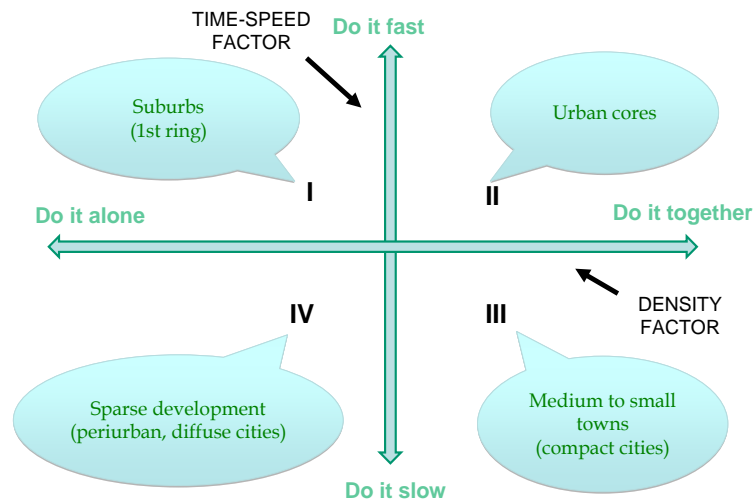 TIME-SPEED
FACTOR
Do it fast
Suburbs
(1st ring)
Urban cores
I
II
Do it alone
Do it together
IV
III
DENSITY
FACTOR
Sparse development
(periurban, diffuse cities)
Medium to small
towns
(compact cities)
Do it slow